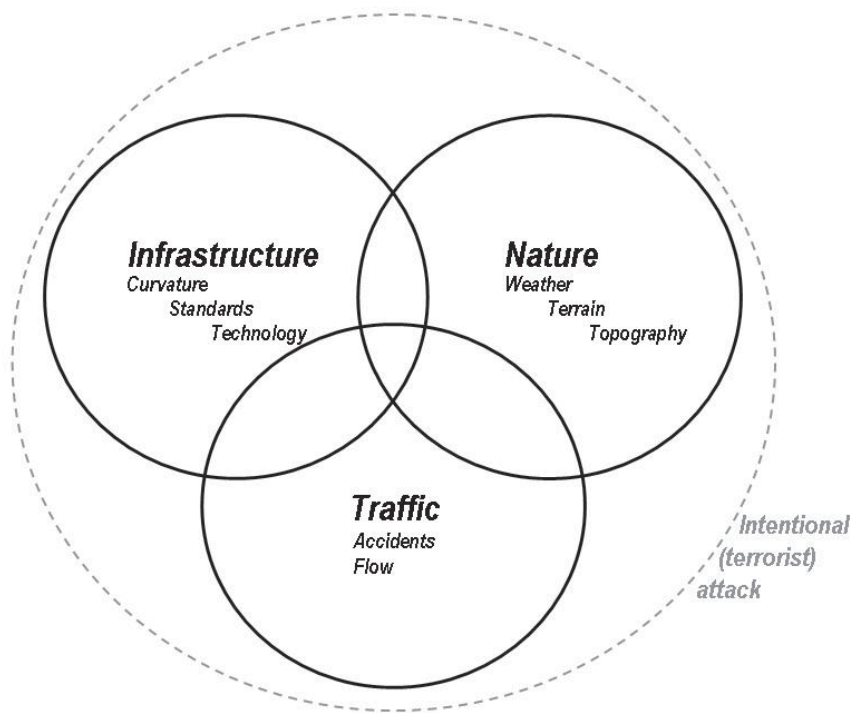 Infrastructure
Curvature
Standards
Technology
Nature
Weather
Terrain
Topography
Traffic
Accidents
Flow
Intentional
(terrorist)
attack